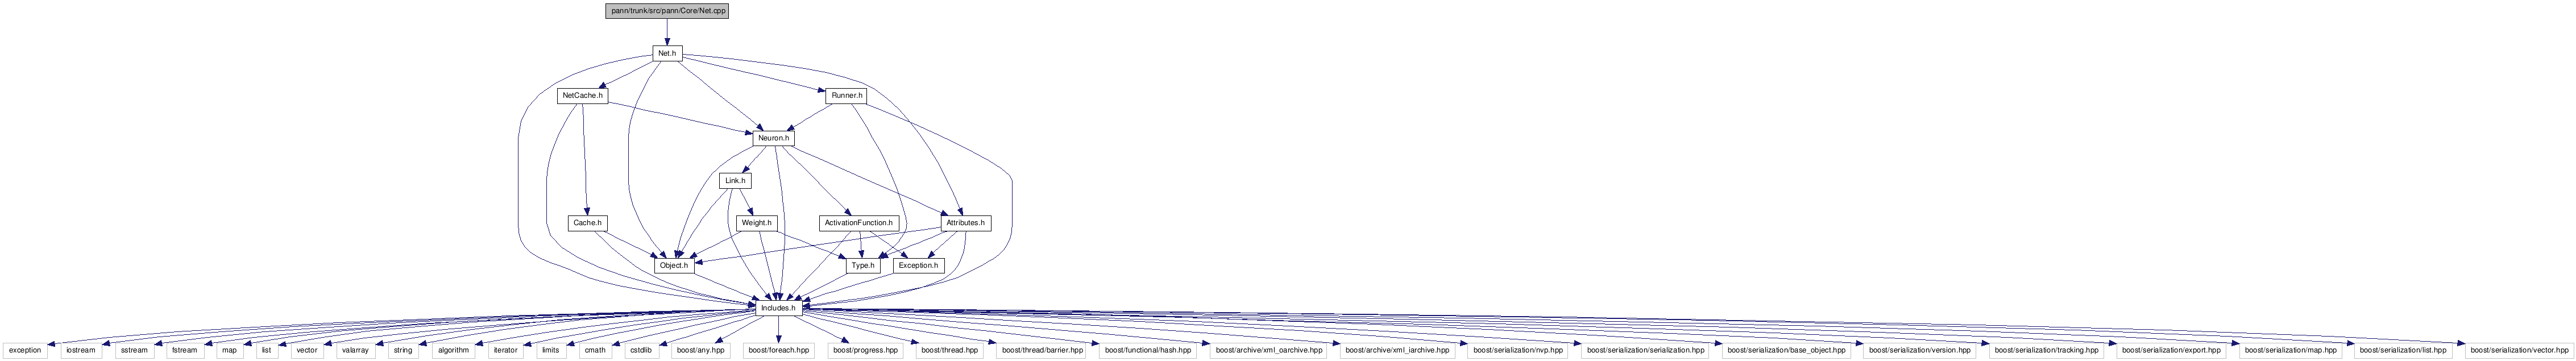 pann/trunk/src/pann/Core/Net.cpp
Net.h
NetCache.h
Runner.h
Neuron.h
Link.h
Cache.h
Weight.h
ActivationFunction.h
Attributes.h
Object.h
Type.h
Exception.h
Includes.h
exception
iostream
sstream
fstream
map
list
vector
valarray
string
algorithm
iterator
limits
cmath
cstdlib
boost/any.hpp
boost/foreach.hpp
boost/progress.hpp
boost/thread.hpp
boost/thread/barrier.hpp
boost/functional/hash.hpp
boost/archive/xml_oarchive.hpp
boost/archive/xml_iarchive.hpp
boost/serialization/nvp.hpp
boost/serialization/serialization.hpp
boost/serialization/base_object.hpp
boost/serialization/version.hpp
boost/serialization/tracking.hpp
boost/serialization/export.hpp
boost/serialization/map.hpp
boost/serialization/list.hpp
boost/serialization/vector.hpp